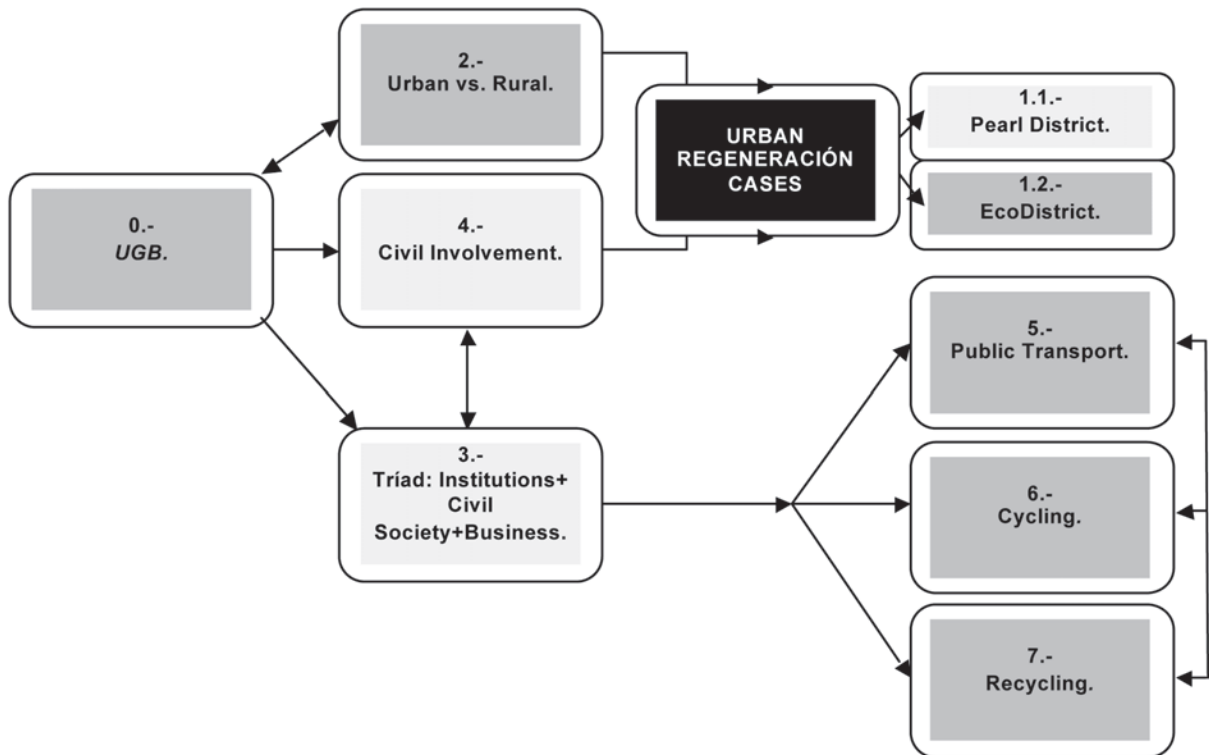 0.-
UGB.
2.-
Urban vs. Rural.
4.-
Civil Involvement.
3.-
Tríad: Institutions+
Civil
Society+Business.
URBAN
REGENERACIÓN
CASES
1.1.-
Pearl District.
1.2.-
EcoDistrict.
5.-
Public Transport.
6.-
Cycling.
7.-
Recycling.